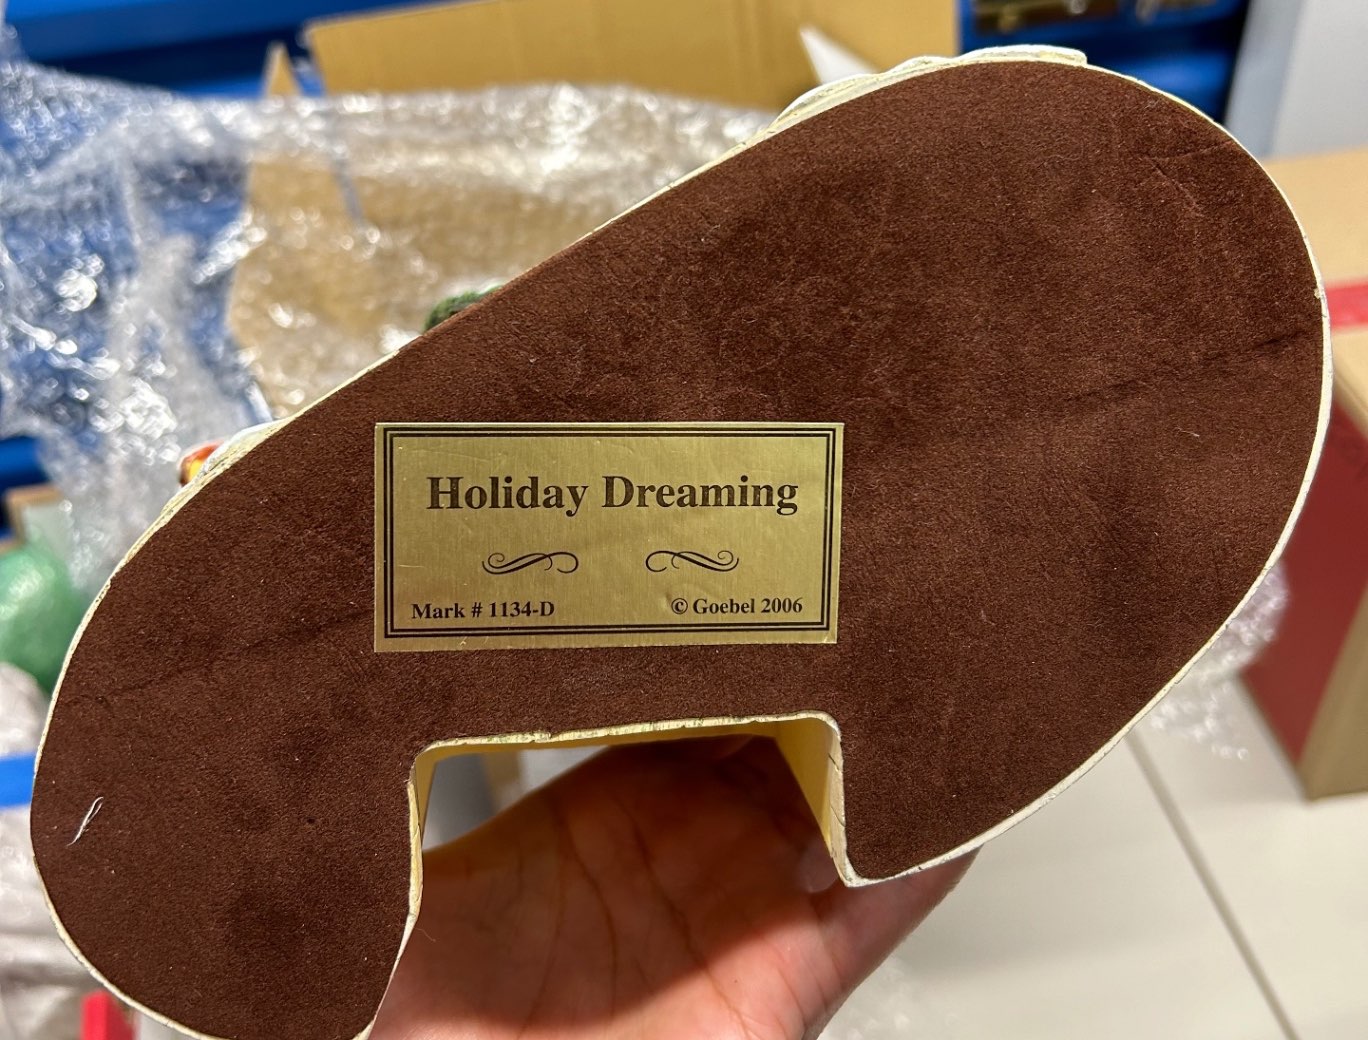 Holiday Dreaming
Mark # 1134-D
© Goebel 2006